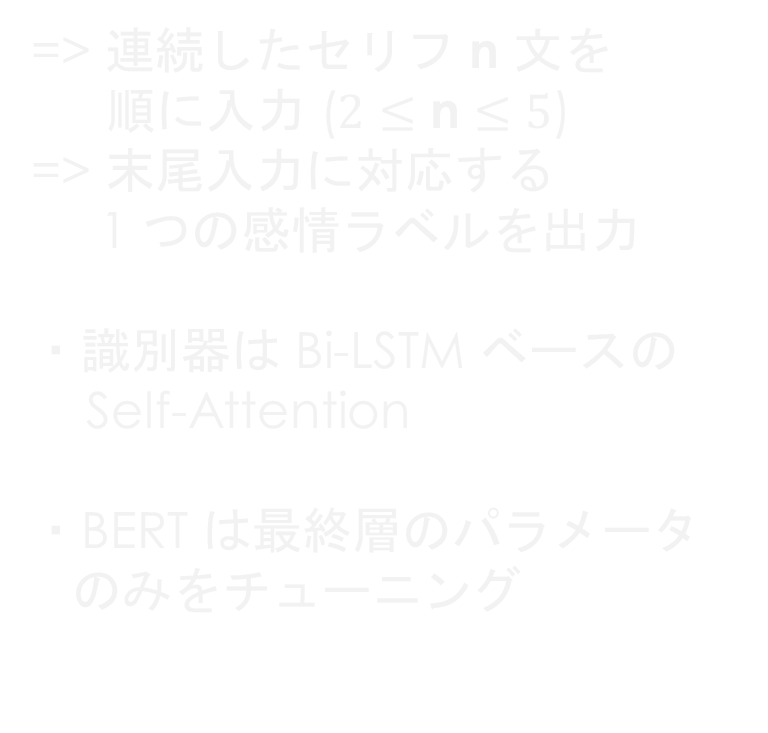 => 連続したセリフ n 文を
順に入力 (2 ≤ n ≤ 5)
=> 末尾入力に対応する
1 つの感情ラベルを出力
・識別器は Bi-LSTM ベースの
Self-Attention
・BERT は最終層のパラメータ
のみをチューニング